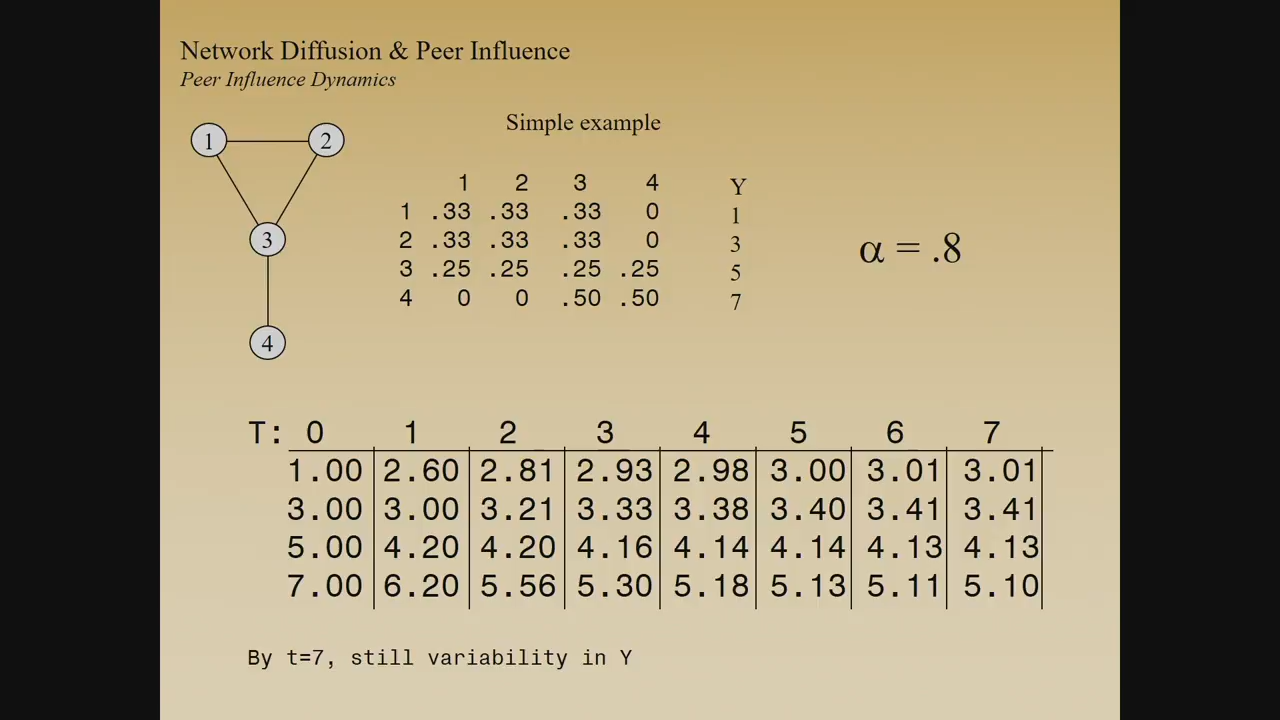 Network Diffusion & Peer Influence
Peer Influence Dynamics
Simple example
1 2
3
4
1 2 3 4 Y
1 .33 .33 .33 0 1
2 .33 .33 .33 0 3
3 .25 .25 .25 .25 5
4 0 0 .50 .50 7
α = .8
T: 0 1 2 3 4 5 6 7
1.00 2.60 2.81 2.93 2.98 3.00 3.01 3.01
3.00 3.00 3.21 3.33 3.38 3.40 3.41 3.41
5.00 4.20 4.20 4.16 4.14 4.14 4.13 4.13
7.00 6.20 5.56 5.30 5.18 5.13 5.11 5.10
By t=7, still variability in Y